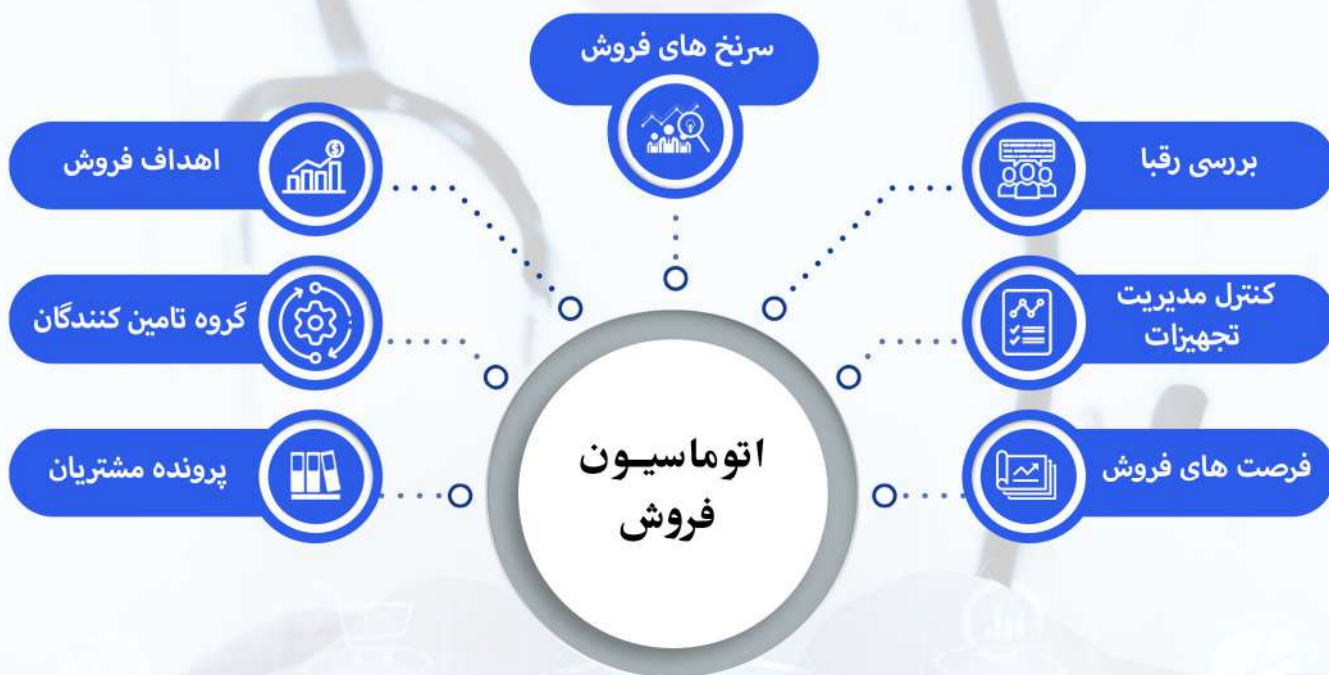 سرنخ های فروش
بررسی رقبا
اهداف فروش
کنترل مدیریت
تجهیزات
گروه تامین کنندگان
فرصت های فروش
پرونده مشتریان
اتوماسیون
فروش